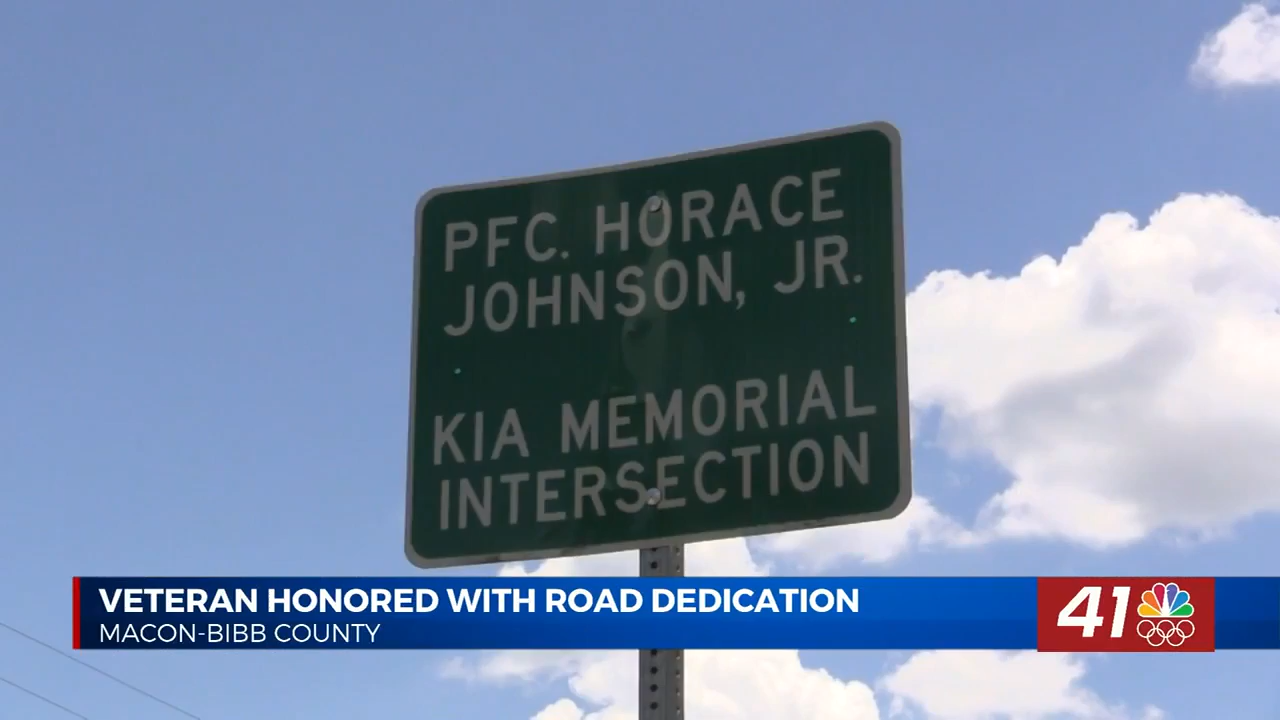 PFC. HORACE
JOHNSON, JR.
KIA MEMORIAL
INTERSECTION
VETERAN HONORED WITH ROAD DEDICATION
MACON-BIBB COUNTY
41